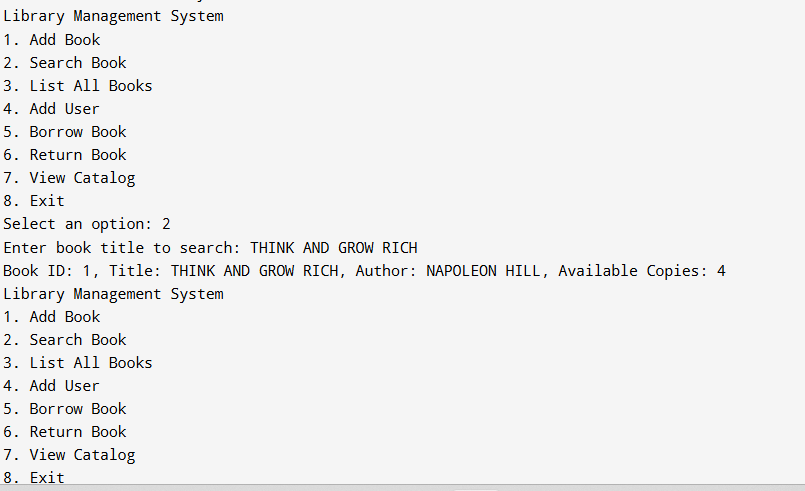 Library Management System
1. Add Book
2. Search Book
3. List All Books
4. Add User
5. Borrow Book
6. Return Book
7. View Catalog
8. Exit
Select an option: 2
Enter book title to search: THINK AND GROW RICH
Book ID: 1, Title: THINK AND GROW RICH, Author: NAPOLEON HILL, Available Copies: 4
Library Management System
1. Add Book
2. Search Book
3. List All Books
4. Add User
5. Borrow Book
6. Return Book
7. View Catalog
8. Exit